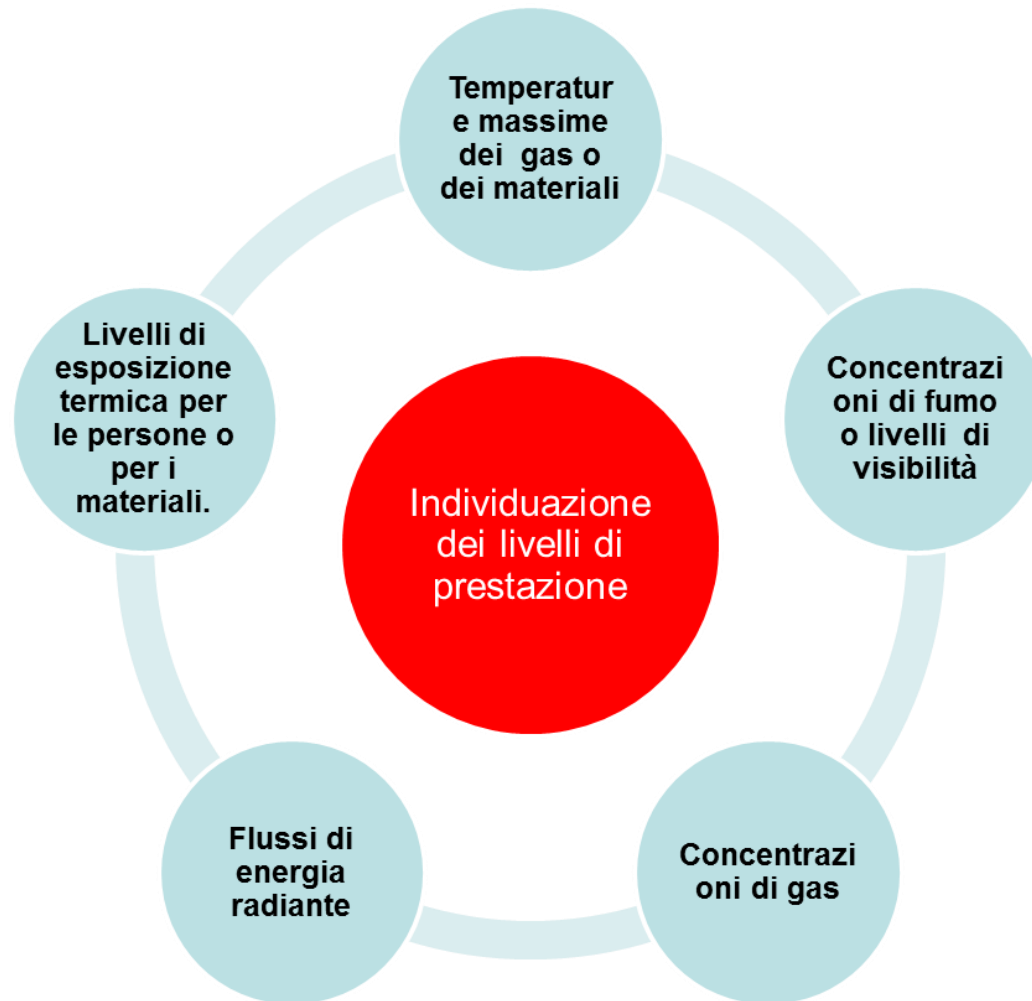 Temperatur
e massime
dei gas o
dei materiali
Concentrazi
oni di fumo
o livelli di
visibilità
Concentrazi
oni di gas
Flussi di
energia
radiante
Livelli di
esposizione
termica per
le persone o
per i
materiali.
Individuazione
dei livelli di
prestazione